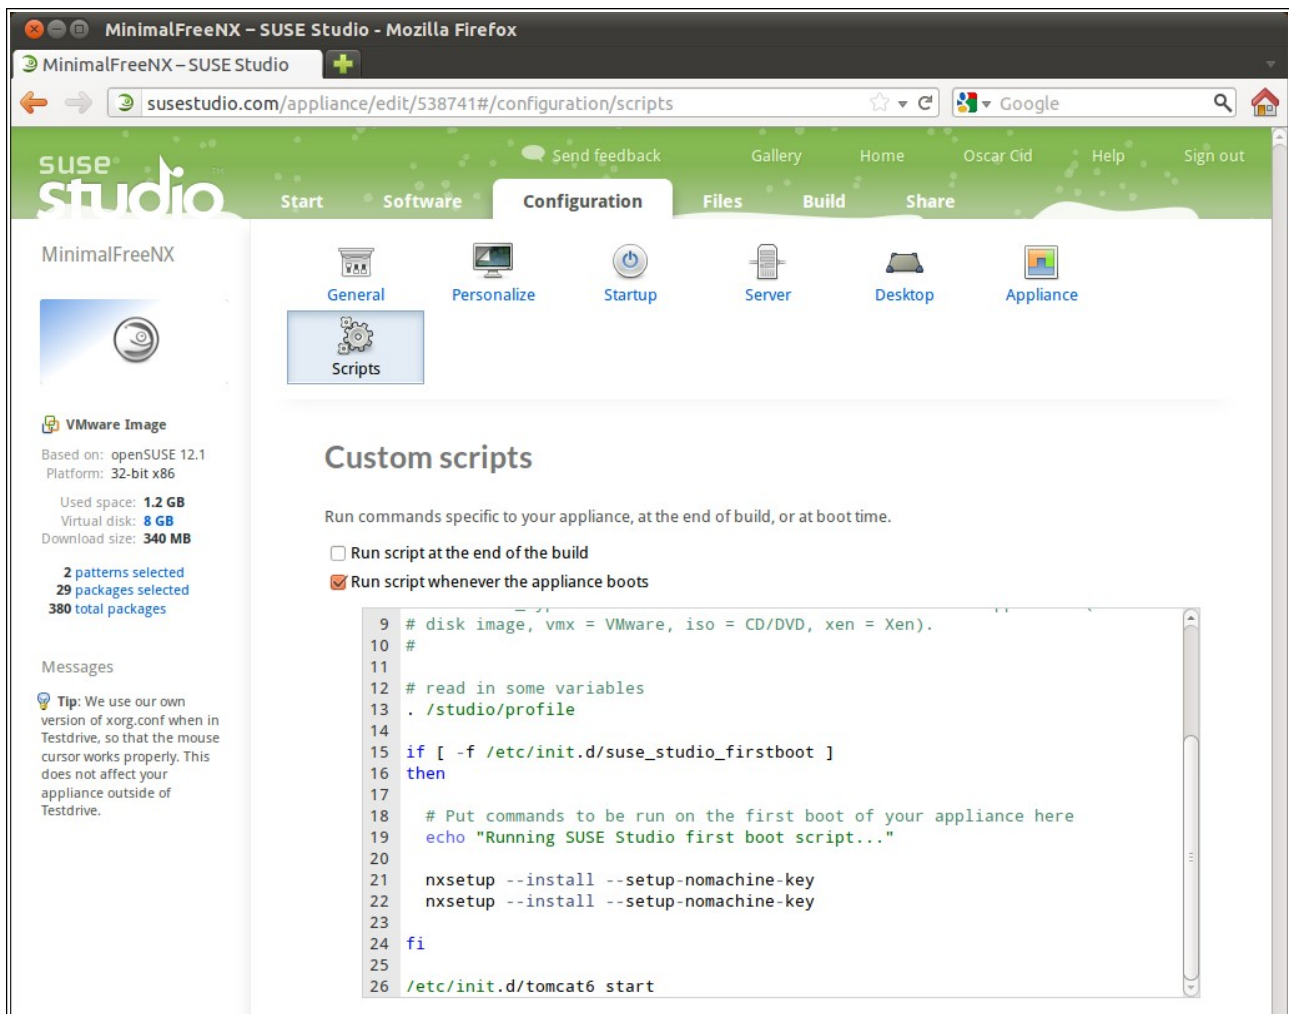 MinimalFreeNX – SUSE Studio - Mozilla Firefox
MinimalFreeNX – SUSE Studio
susestudio.com/appliance/edit/538741#/configuration/scripts
Google
suse studio
Send feedback Gallery Home Oscar Cid Help Sign out
Start Software Configuration Files Build Share
MinimalFreeNX
General Personalize Startup Server Desktop Appliance
Scripts
VMware Image
Based on: openSUSE 12.1
Platform: 32-bit x86
Used space: 1.2 GB
Virtual disk: 8 GB
Download size: 340 MB
2 patterns selected
29 packages selected
380 total packages
Messages
Tip: We use our own
version of xorg.conf when in
Testdrive, so that the mouse
cursor works properly. This
does not affect your
appliance outside of
Testdrive.
Custom scripts
Run commands specific to your appliance, at the end of build, or at boot time.
Run script at the end of the build
Run script whenever the appliance boots
9 # disk image, vmx = VMware, iso = CD/DVD, xen = Xen).
10 #
11
12 # read in some variables
13 . /studio/profile
14
15 if [ -f /etc/init.d/suse_studio_firstboot ]
16 then
17
18 # Put commands to be run on the first boot of your appliance here
19 echo "Running SUSE Studio first boot script..."
20
21 nxsetup --install --setup-nomachine-key
22 nxsetup --install --setup-nomachine-key
23
24 fi
25
26 /etc/init.d/tomcat6 start